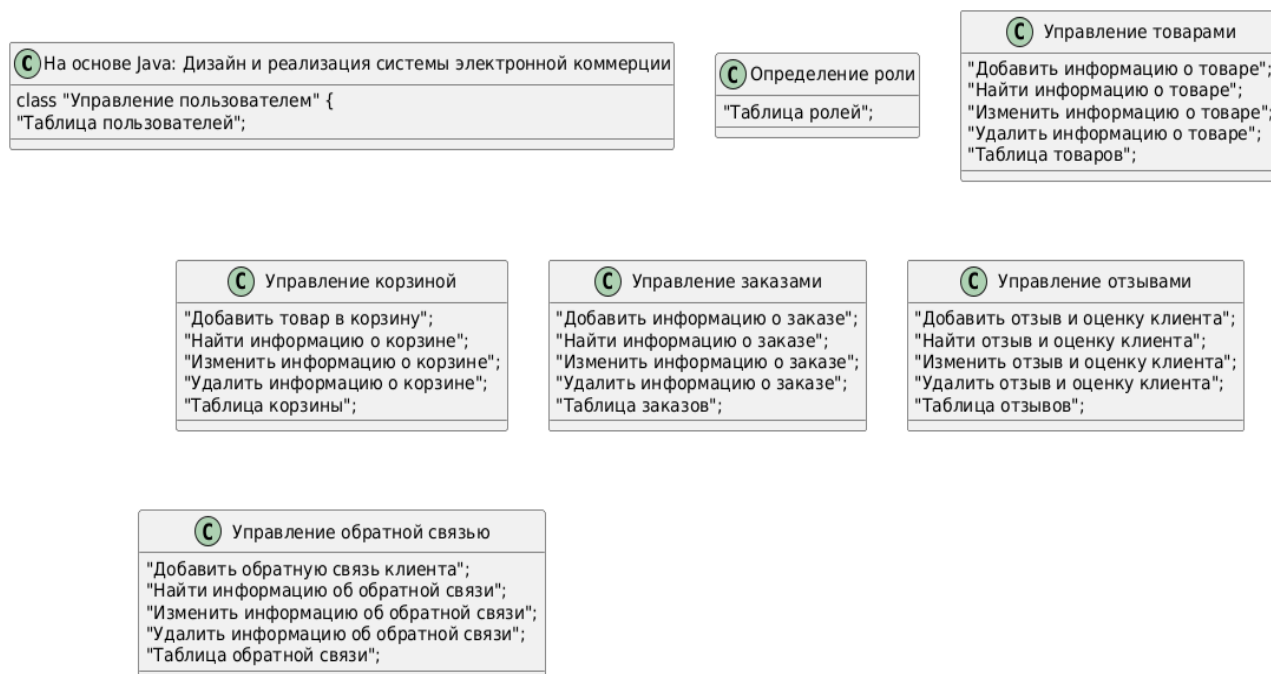 C На основе Java: Дизайн и реализация системы электронной коммерции
class "Управление пользователем" {
"Таблица пользователей";
C Определение роли
"Таблица ролей";
C Управление товарами
"Добавить информацию о товаре";
"Найти информацию о товаре";
"Изменить информацию о товаре";
"Удалить информацию о товаре";
"Таблица товаров";
C Управление корзиной
"Добавить товар в корзину";
"Найти информацию о корзине";
"Изменить информацию о корзине";
"Удалить информацию о корзине";
"Таблица корзины";
C Управление заказами
"Добавить информацию о заказе";
"Найти информацию о заказе";
"Изменить информацию о заказе";
"Удалить информацию о заказе";
"Таблица заказов";
C Управление отзывами
"Добавить отзыв и оценку клиента";
"Найти отзыв и оценку клиента";
"Изменить отзыв и оценку клиента";
"Удалить отзыв и оценку клиента";
"Таблица отзывов";
C Управление обратной связью
"Добавить обратную связь клиента";
"Найти информацию об обратной связи";
"Изменить информацию об обратной связи";
"Удалить информацию об обратной связи";
"Таблица обратной связи";